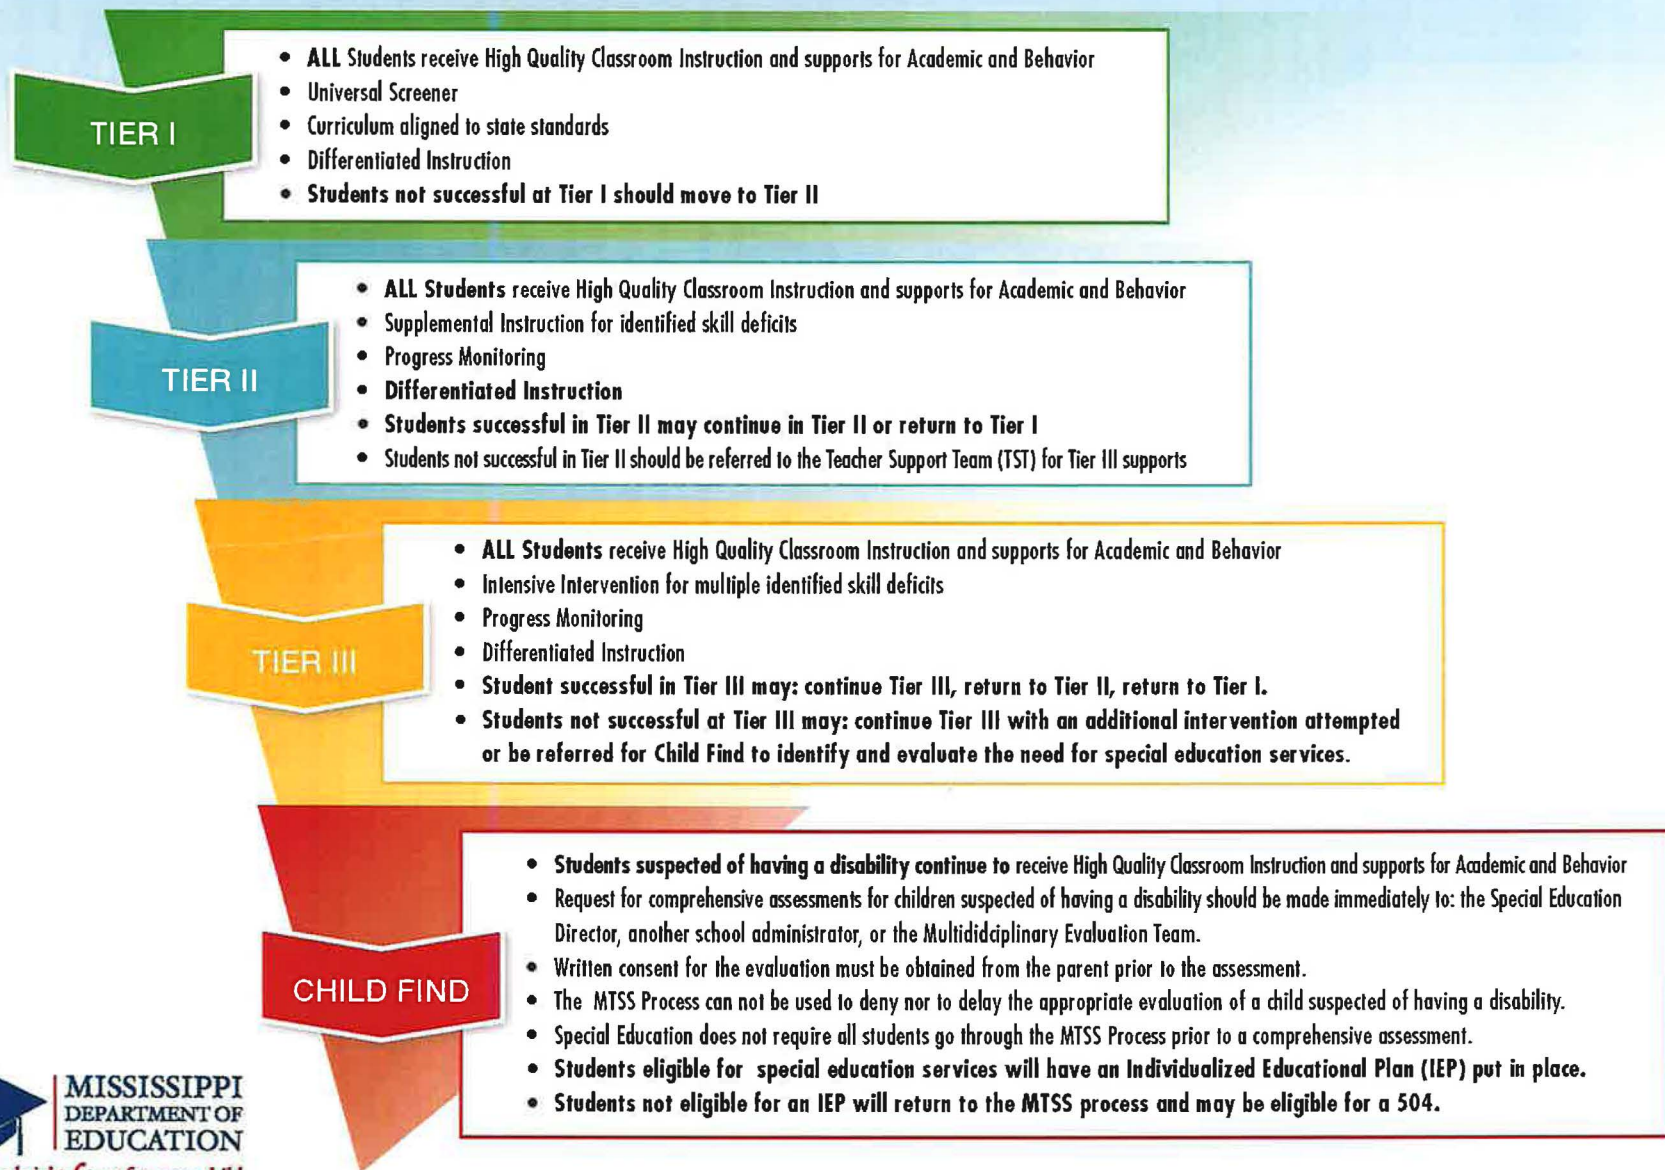 TIER I
• ALL Students receive High Quality Classroom Instruction and supports for Academic and Behavior
• Universal Screener
• Curriculum aligned to state standards
• Differentiated Instruction
• Students not successful at Tier I should move to Tier II
TIER II
• ALL Students receive High Quality Classroom Instruction and supports for Academic and Behavior
• Supplemental Instruction for identified skill deficits
• Progress Monitoring
• Differentiated Instruction
• Students successful in Tier II may continue in Tier II or return to Tier I
• Students not successful in Tier II should be referred to the Teacher Support Team (TST) for Tier III supports
TIER III
• ALL Students receive High Quality Classroom Instruction and supports for Academic and Behavior
• Intensive Intervention for multiple identified skill deficits
• Progress Monitoring
• Differentiated Instruction
• Student successful in Tier III may: continue Tier III, return to Tier II, return to Tier I.
• Students not successful at Tier III may: continue Tier III with an additional intervention attempted
or be referred for Child Find to identify and evaluate the need for special education services.
CHILD FIND
• Students suspected of having a disability continue to receive High Quality Classroom Instruction and supports for Academic and Behavior
• Request for comprehensive assessments for children suspected of having a disability should be made immediately to: the Special Education
Director, another school administrator, or the Multididciplinary Evaluation Team.
• Written consent for the evaluation must be obtained from the parent prior to the assessment.
• The MTSS Process can not be used to deny nor to delay the appropriate evaluation of a child suspected of having a disability.
• Special Education does not require all students go through the MTSS Process prior to a comprehensive assessment.
• Students eligible for special education services will have an Individualized Educational Plan (IEP) put in place.
• Students not eligible for an IEP will return to the MTSS process and may be eligible for a 504.
MISSISSIPPI
DEPARTMENT OF
EDUCATION